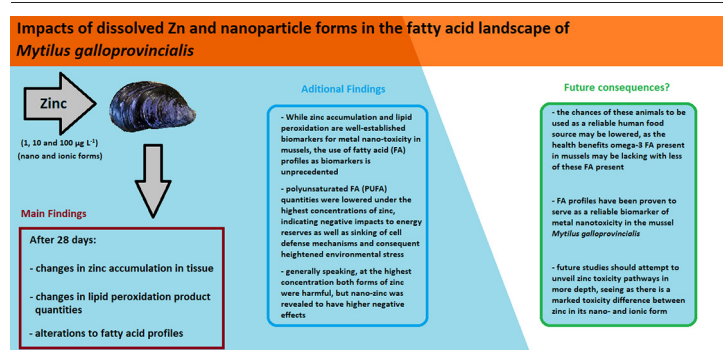 Impacts of dissolved Zn and nanoparticle forms in the fatty acid landscape of
Mytilus galloprovincialis
Zinc
(1, 10 and 100 µg L⁻¹)
(nano and ionic forms)
Main Findings
After 28 days:
- changes in zinc accumulation in tissue
- changes in lipid peroxidation product
quantities
- alterations to fatty acid profiles
Aditional Findings
- While zinc accumulation and lipid
peroxidation are well-established
biomarkers for metal nano-toxicity in
mussels, the use of fatty acid (FA)
profiles as biomarkers is
unprecedented
- polyunsaturated FA (PUFA)
quantities were lowered under the
highest concentrations of zinc,
indicating negative impacts to energy
reserves as well as sinking of cell
defense mechanisms and consequent
heightened environmental stress
- generally speaking, at the highest
concentration both forms of zinc
were harmful, but nano-zinc was
revealed to have higher negative
effects
Future consequences?
- the chances of these animals to be
used as a reliable human food
source may be lowered, as the
health benefits omega-3 FA present
in mussels may be lacking with less
of these FA present
- FA profiles have been proven to
serve as a reliable biomarker of
metal nanotoxicity in the mussel
Mytilus galloprovincialis
- future studies should attempt to
unveil zinc toxicity pathways in
more depth, seeing as there is a
marked toxicity difference between
zinc in its nano- and ionic form